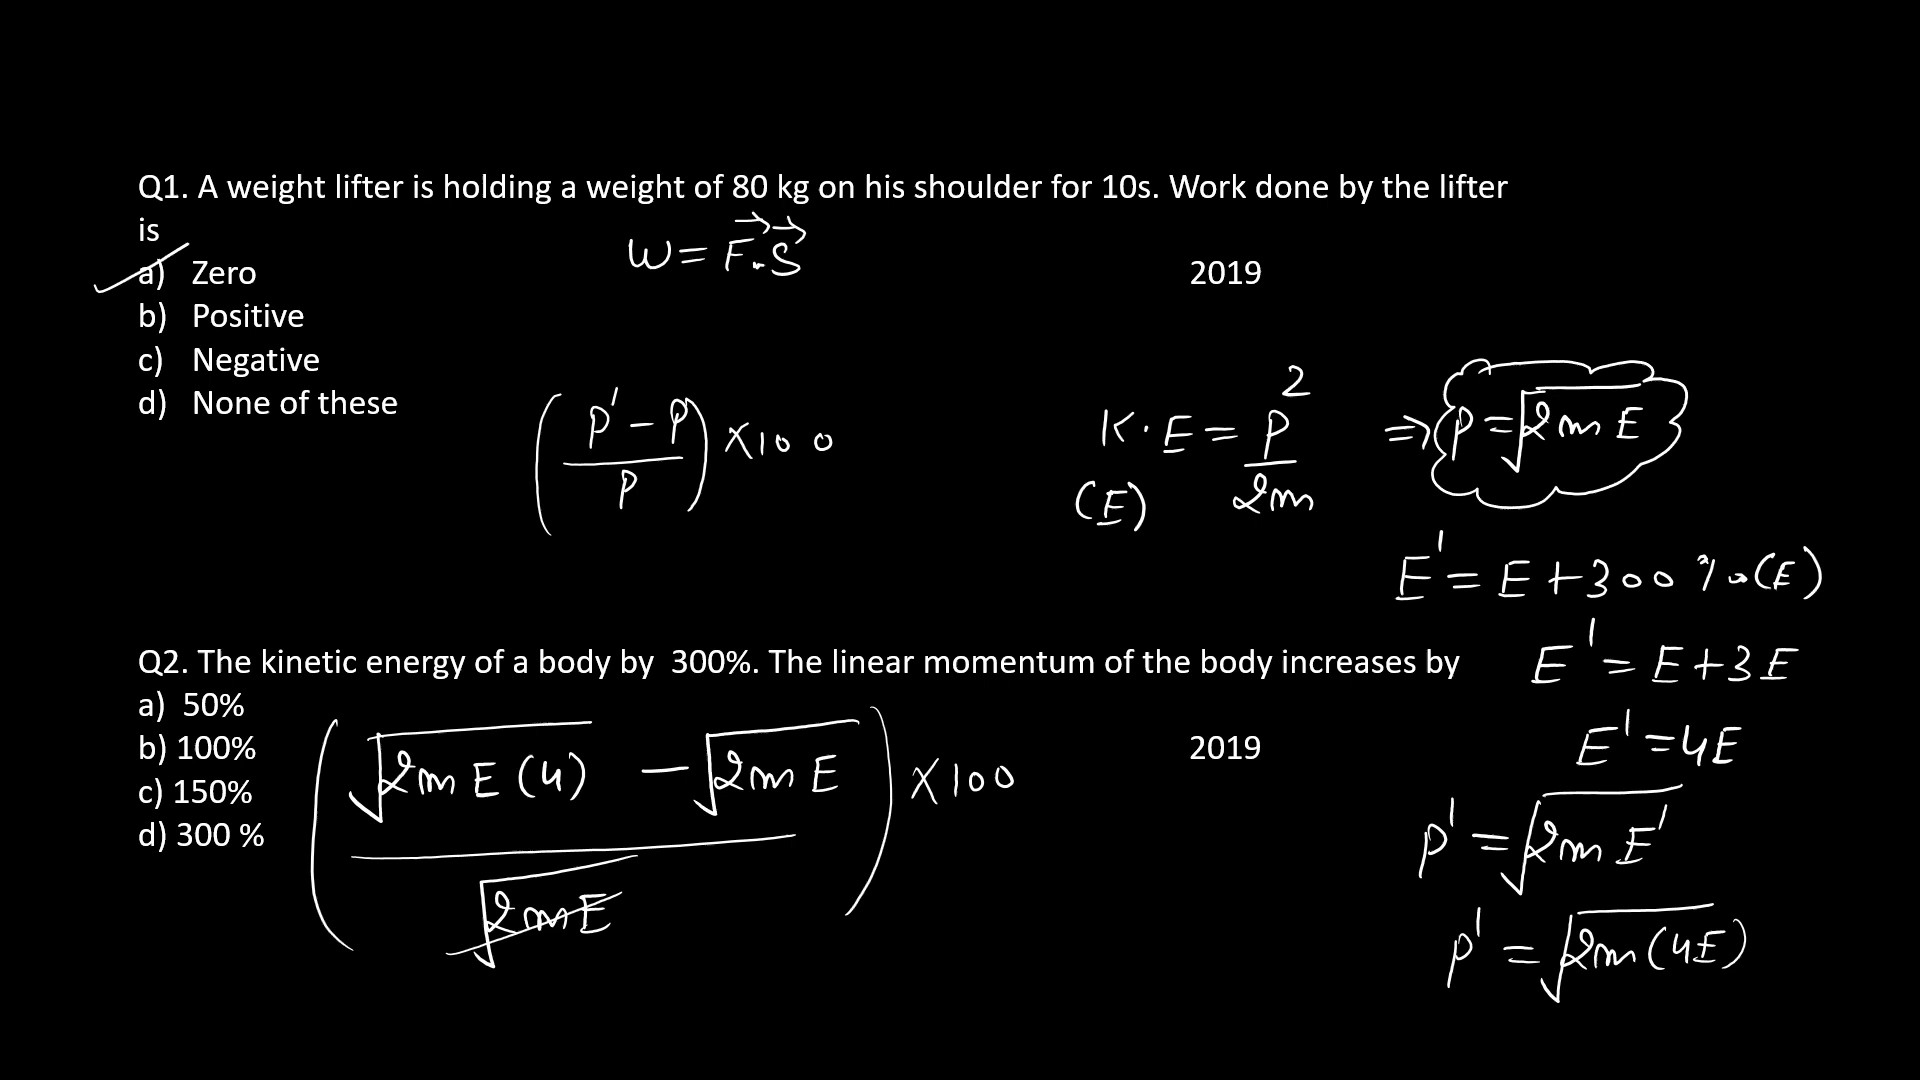 Q1. A weight lifter is holding a weight of 80 kg on his shoulder for 10s. Work done by the lifter
is
W = F⃗.S⃗
a) Zero
2019
b) Positive
c) Negative
d) None of these
(P' - P / P) × 100
K.E = P² / 2m ⇒ P = √2mE
(E)
E' = E + 300 % (E)
Q2. The kinetic energy of a body by 300%. The linear momentum of the body increases by
E' = E + 3E
a) 50%
b) 100%
2019
E' = 4E
c) 150%
d) 300 %
(√2mE(4) - √2mE / √2mE) × 100
P' = √2mE'
P' = √2m(4E)